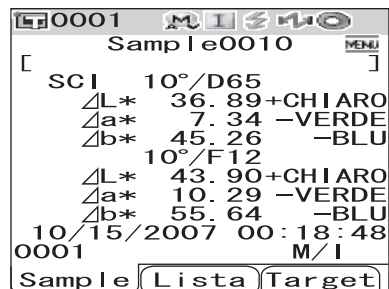 0001 M I
Sample0010 MENU
[ ]
SCI 10°/D65
⊿L* 36.89+CHIARO
⊿a* 7.34 −VERDE
⊿b* 45.26 −BLU
10°/F12
⊿L* 43.90+CHIARO
⊿a* 10.29 −VERDE
⊿b* 55.64 −BLU
10/15/2007 00:18:48
0001 M/I
Sample Lista Target